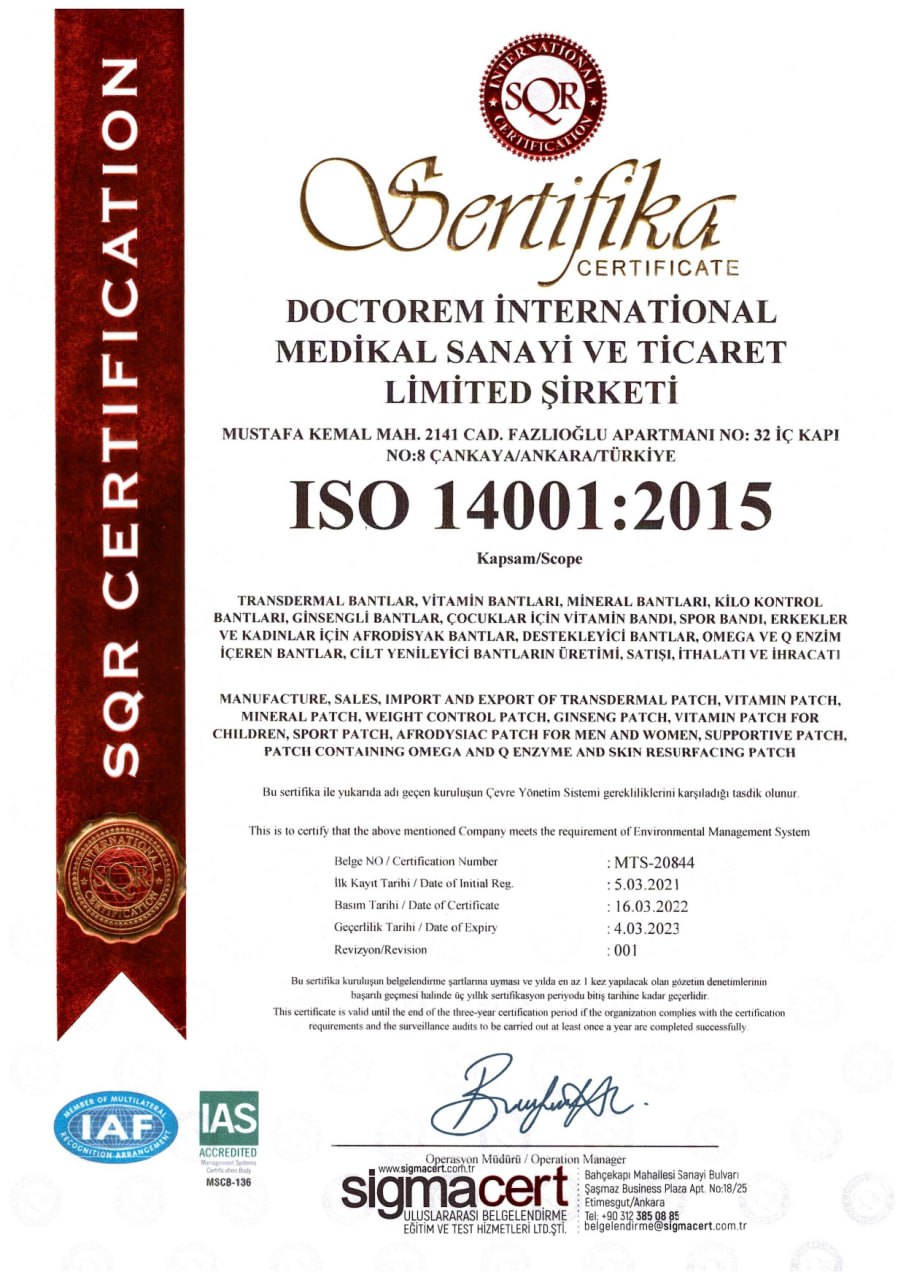 SQR CERTIFICATION
INTERNATIONAL
SQR
CERTIFICATION
Sertifika
CERTIFICATE
DOCTOREM İNTERNATİONAL
MEDİKAL SANAYİ VE TİCARET
LİMİTED ŞİRKETİ
MUSTAFA KEMAL MAH. 2141 CAD. FAZLIOĞLU APARTMANI NO: 32 İÇ KAPI
NO:8 ÇANKAYA/ANKARA/TÜRKİYE
ISO 14001:2015
Kapsam/Scope
TRANSDERMAL BANTLAR, VİTAMİN BANTLARI, MİNERAL BANTLARI, KİLO KONTROL
BANTLARI, GİNSENGLİ BANTLAR, ÇOCUKLAR İÇİN VİTAMİN BANDI, SPOR BANDI, ERKEKLER
VE KADINLAR İÇİN AFRODİSYAK BANTLAR, DESTEKLEYİCİ BANTLAR, OMEGA VE Q ENZİM
İÇEREN BANTLAR, CİLT YENİLEYİCİ BANTLARIN ÜRETİMİ, SATIŞI, İTHALATI VE İHRACATI
MANUFACTURE, SALES, IMPORT AND EXPORT OF TRANSDERMAL PATCH, VITAMIN PATCH,
MINERAL PATCH, WEIGHT CONTROL PATCH, GINSENG PATCH, VITAMIN PATCH FOR
CHILDREN, SPORT PATCH, AFRODYSIAC PATCH FOR MEN AND WOMEN, SUPPORTIVE PATCH,
PATCH CONTAINING OMEGA AND Q ENZYME AND SKIN RESURFACING PATCH
Bu sertifika ile yukarıda adı geçen kuruluşun Çevre Yönetim Sistemi gerekliliklerini karşıladığı tasdik olunur.
This is to certify that the above mentioned Company meets the requirement of Environmental Management System
Belge NO / Certification Number : MTS-20844
İlk Kayıt Tarihi / Date of Initial Reg. : 5.03.2021
Basım Tarihi / Date of Certificate : 16.03.2022
Geçerlilik Tarihi / Date of Expiry : 4.03.2023
Revizyon/Revision : 001
INTERNATIONAL
SQR
CERTIFICATION
Bu sertifika kuruluşun belgelendirme şartlarına uyması ve yılda en az 1 kez yapılacak olan gözetim denetimlerinin
başarılı geçmesi halinde üç yıllık sertifikasyon periyodu bitiş tarihine kadar geçerlidir.
This certificate is valid until the end of the three-year certification period if the organization complies with the certification
requirements and the surveillance audits to be carried out at least once a year are completed successfully.
MEMBER OF MULTILATERAL
IAF
RECOGNITION ARRANGEMENT
IAS
ACCREDITED
Management Systems
Certification Body
MSCB-136
Operasyon Müdürü / Operation Manager
www.sigmacert.com.tr
sigmacert
ULUSLARARASI BELGELENDİRME
EĞİTİM VE TEST HİZMETLERİ LTD.ŞTİ.
Bahçekapı Mahallesi Sanayi Bulvarı
Şaşmaz Business Plaza Apt. No:18/25
Etimesgut/Ankara
Tel: +90 312 385 08 85
belgelendirme@sigmacert.com.tr